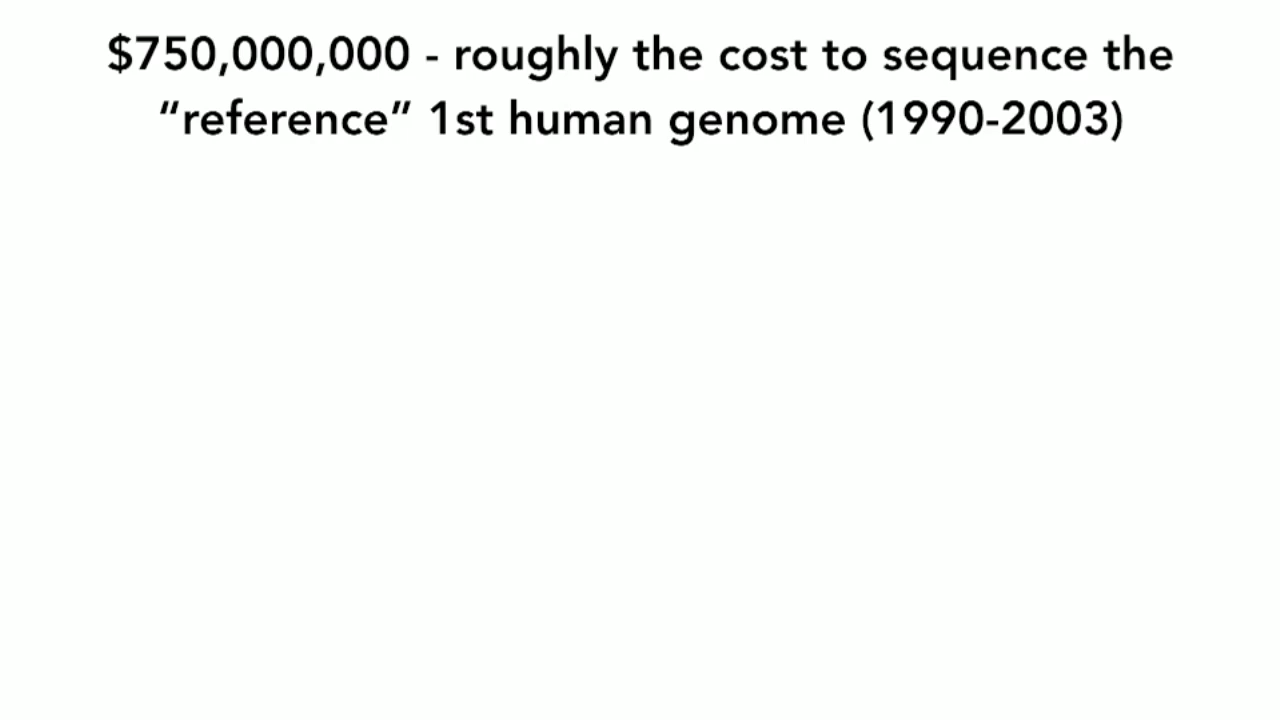 $750,000,000 - roughly the cost to sequence the
“reference” 1st human genome (1990-2003)